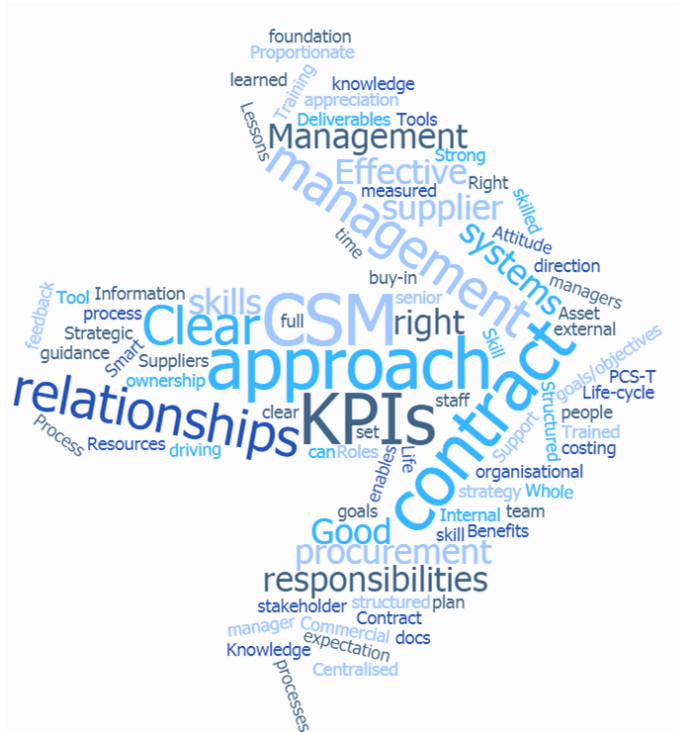 foundation
Proportionate
learned
Training
knowledge
appreciation
Lessons
Deliverables
Tools
Management
Strong
management
Effective
measured
Right
skilled
supplier
time
systems
Attitude
direction
buy-in
managers
feedback
Tool
Information
skills
CSM
senior
Asset
process
Clear
full
right
external
Strategic
Smart
Skill
guidance
Suppliers
approach
contract
goals/objectives
ownership
PCS-T
relationships
clear
KPIs
staff
Structured
Life-cycle
set
people
Process
Resources
driving
can
Roles
Support
Trained
costing
enables
Life
organisational
strategy
Whole
goals
Internal
team
Good
skill
Benefits
procurement
responsibilities
stakeholder
structured
plan
Contract
manager
Commercial
docs
expectation
Knowledge
Centralised
processes